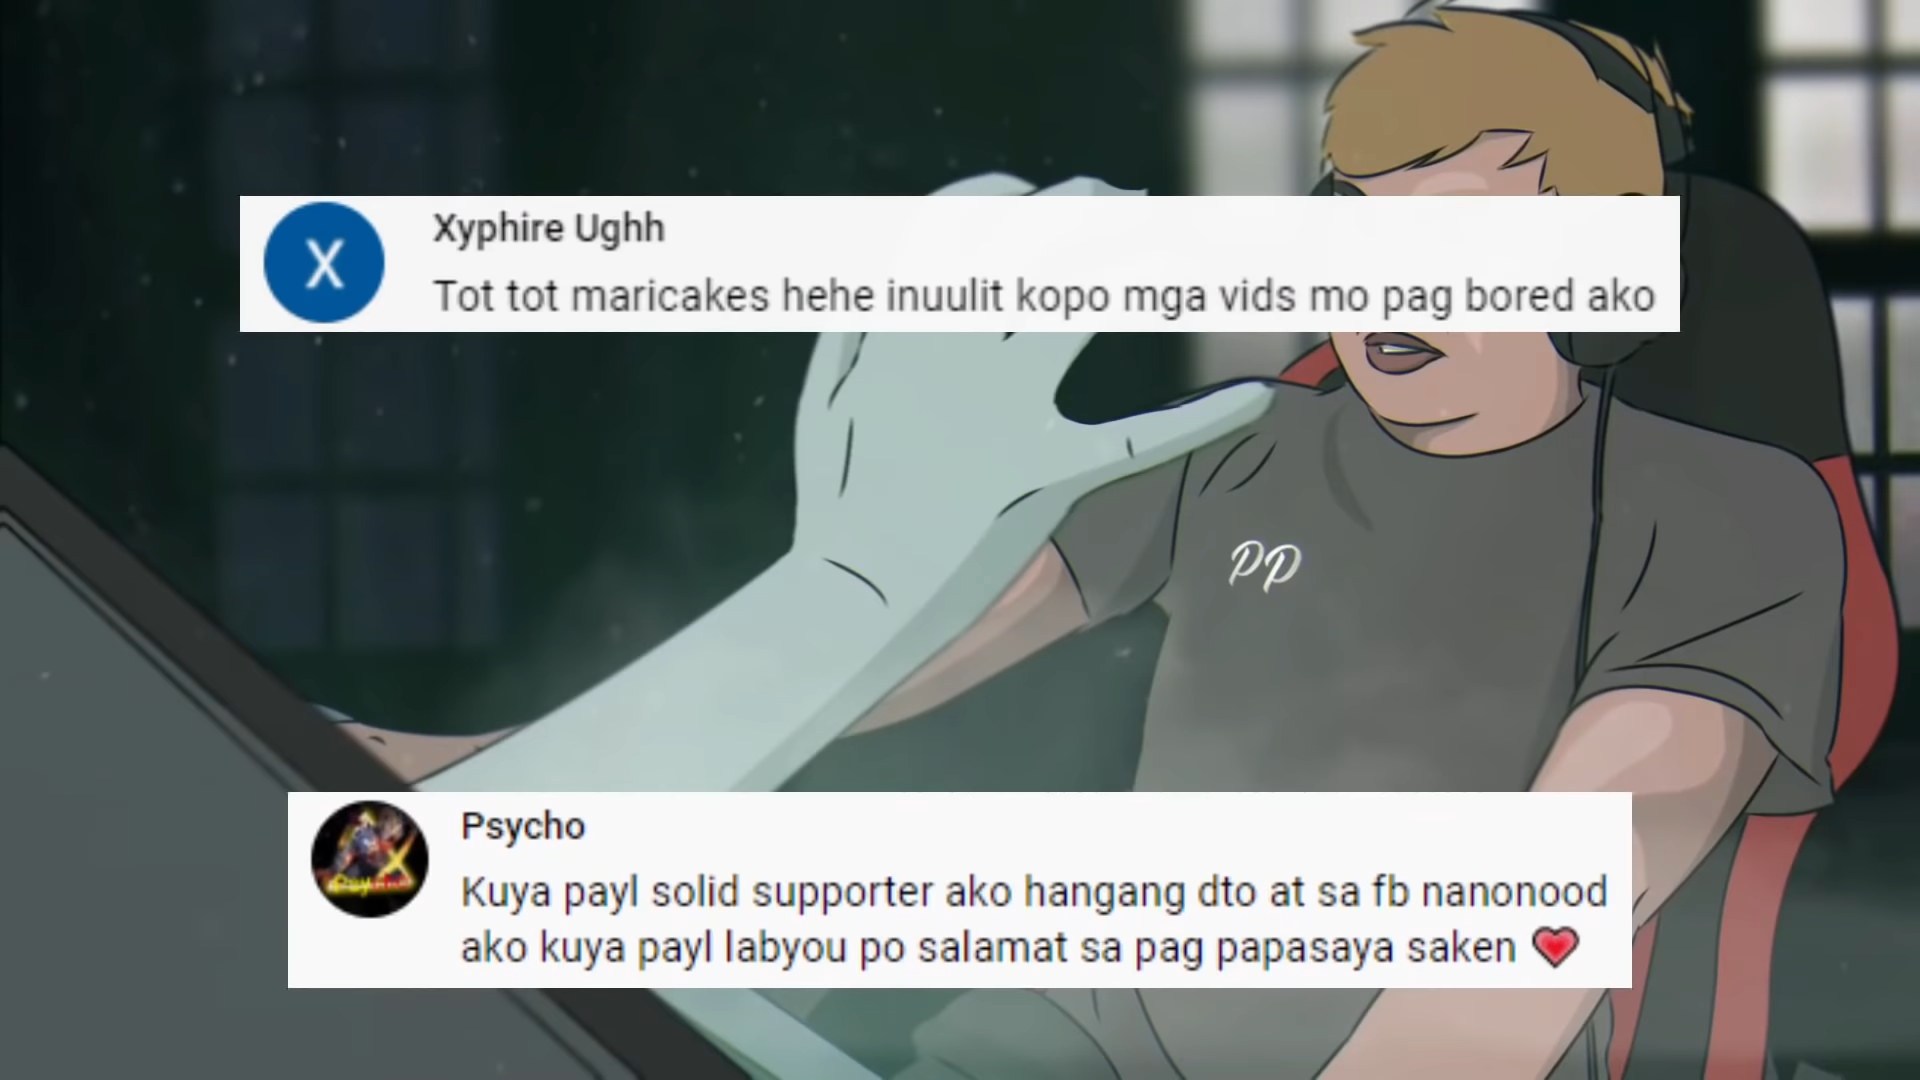 X
Xyphire Ughh
Tot tot maricakes hehe inuulit kopo mga vids mo pag bored ako
PP
Psycho
Kuya payl solid supporter ako hangang dto at sa fb nanonood
ako kuya payl labyou po salamat sa pag papasaya saken ❤